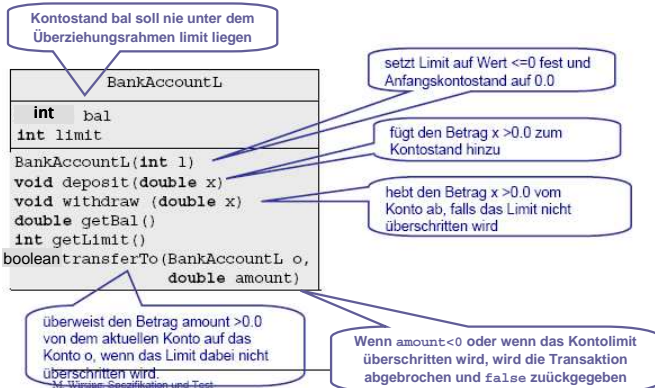 Kontostand bal soll nie unter dem
Überziehungsrahmen limit liegen
BankAccountL
int bal
int limit
BankAccountL(int l)
void deposit(double x)
void withdraw (double x)
double getBal()
int getLimit()
boolean transferTo(BankAccountL o,
double amount)
setzt Limit auf Wert <=0 fest und
Anfangskontostand auf 0.0
fügt den Betrag x >0.0 zum
Kontostand hinzu
hebt den Betrag x >0.0 vom
Konto ab, falls das Limit nicht
überschritten wird
überweist den Betrag amount >0.0
von dem aktuellen Konto auf das
Konto o, wenn das Limit dabei nicht
überschritten wird.
M. Wirsing: Spezifikation und Test
Wenn amount<0 oder wenn das Kontolimit
überschritten wird, wird die Transaktion
abgebrochen und false zuückgegeben